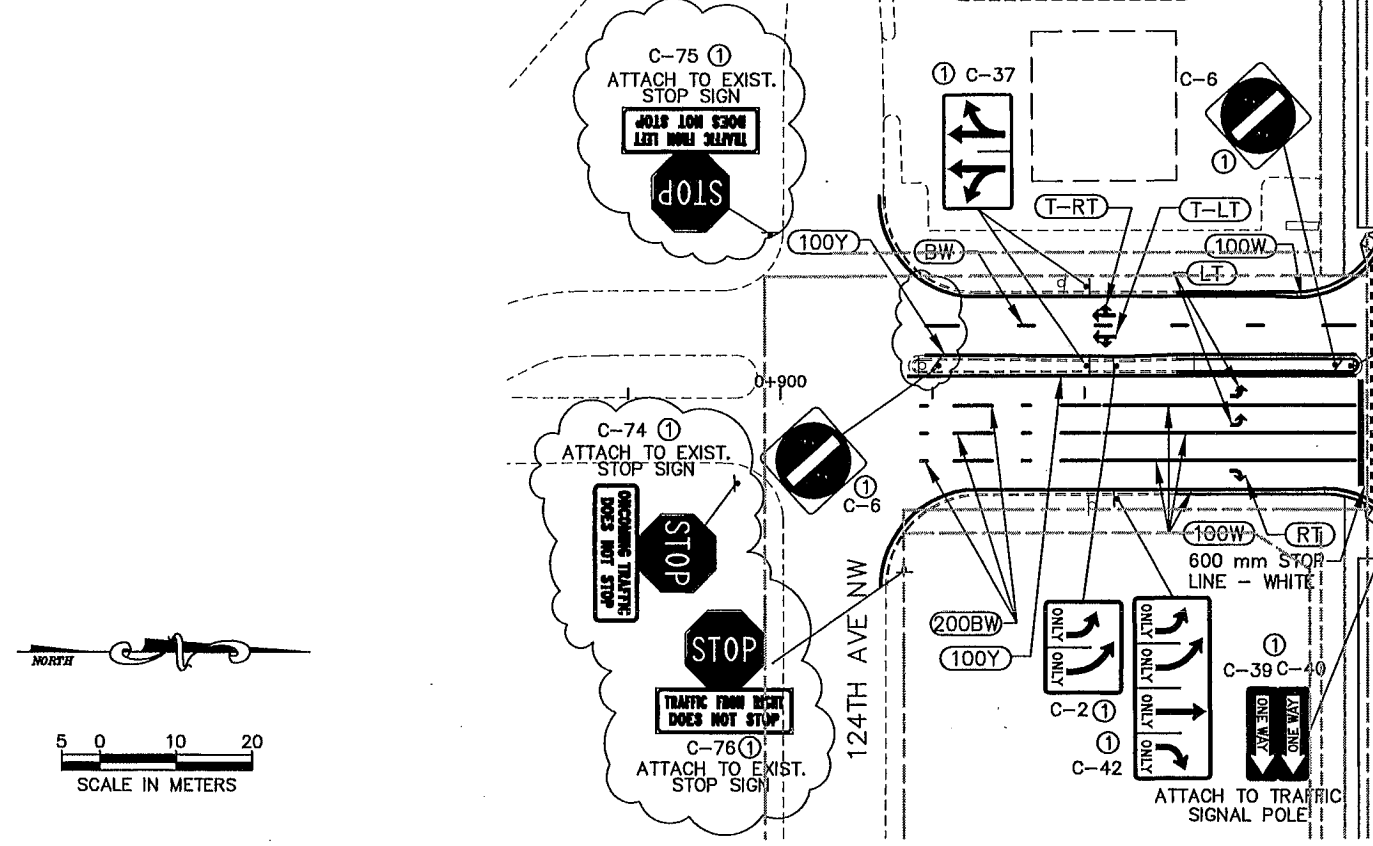 C-75 ①
ATTACH TO EXIST.
STOP SIGN
TRAFFIC FROM LEFT
DOES NOT STOP
STOP
① C-37
C-6
①
T-RT
T-LT
100Y
BW
100W
LT
0+900
C-74 ①
ATTACH TO EXIST.
STOP SIGN
ONCOMING TRAFFIC
DOES NOT STOP
STOP
①
C-6
STOP
TRAFFIC FROM RIGHT
DOES NOT STOP
C-76①
ATTACH TO EXIST.
STOP SIGN
124TH AVE NW
200BW
100Y
100W
RT
600 mm STOP
LINE - WHITE
ONLY
ONLY
C-2①
ONLY
ONLY
ONLY
ONLY
①
C-42
①
C-39 C-40
ONE WAY
ONE WAY
ATTACH TO TRAFFIC
SIGNAL POLE
NORTH
5 0 10 20
SCALE IN METERS